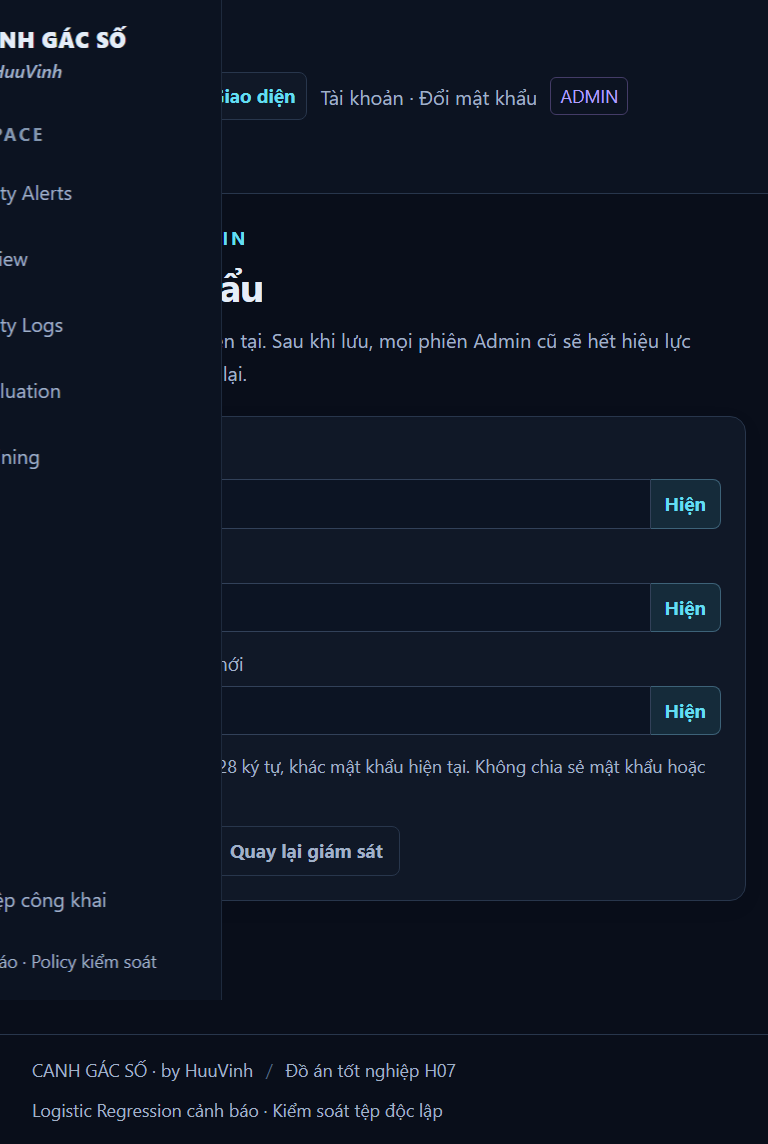 NH GÁC SỐ
HuuVinh
PACE
ty Alerts
iew
ty Logs
luation
ning
ệp công khai
áo · Policy kiểm soát
Giao diện
Tài khoản · Đổi mật khẩu
ADMIN
IN
ẩu
ện tại. Sau khi lưu, mọi phiên Admin cũ sẽ hết hiệu lực
lại.
Hiện
Hiện
mới
Hiện
28 ký tự, khác mật khẩu hiện tại. Không chia sẻ mật khẩu hoặc
Quay lại giám sát
CANH GÁC SỐ · by HuuVinh / Đồ án tốt nghiệp H07
Logistic Regression cảnh báo · Kiểm soát tệp độc lập